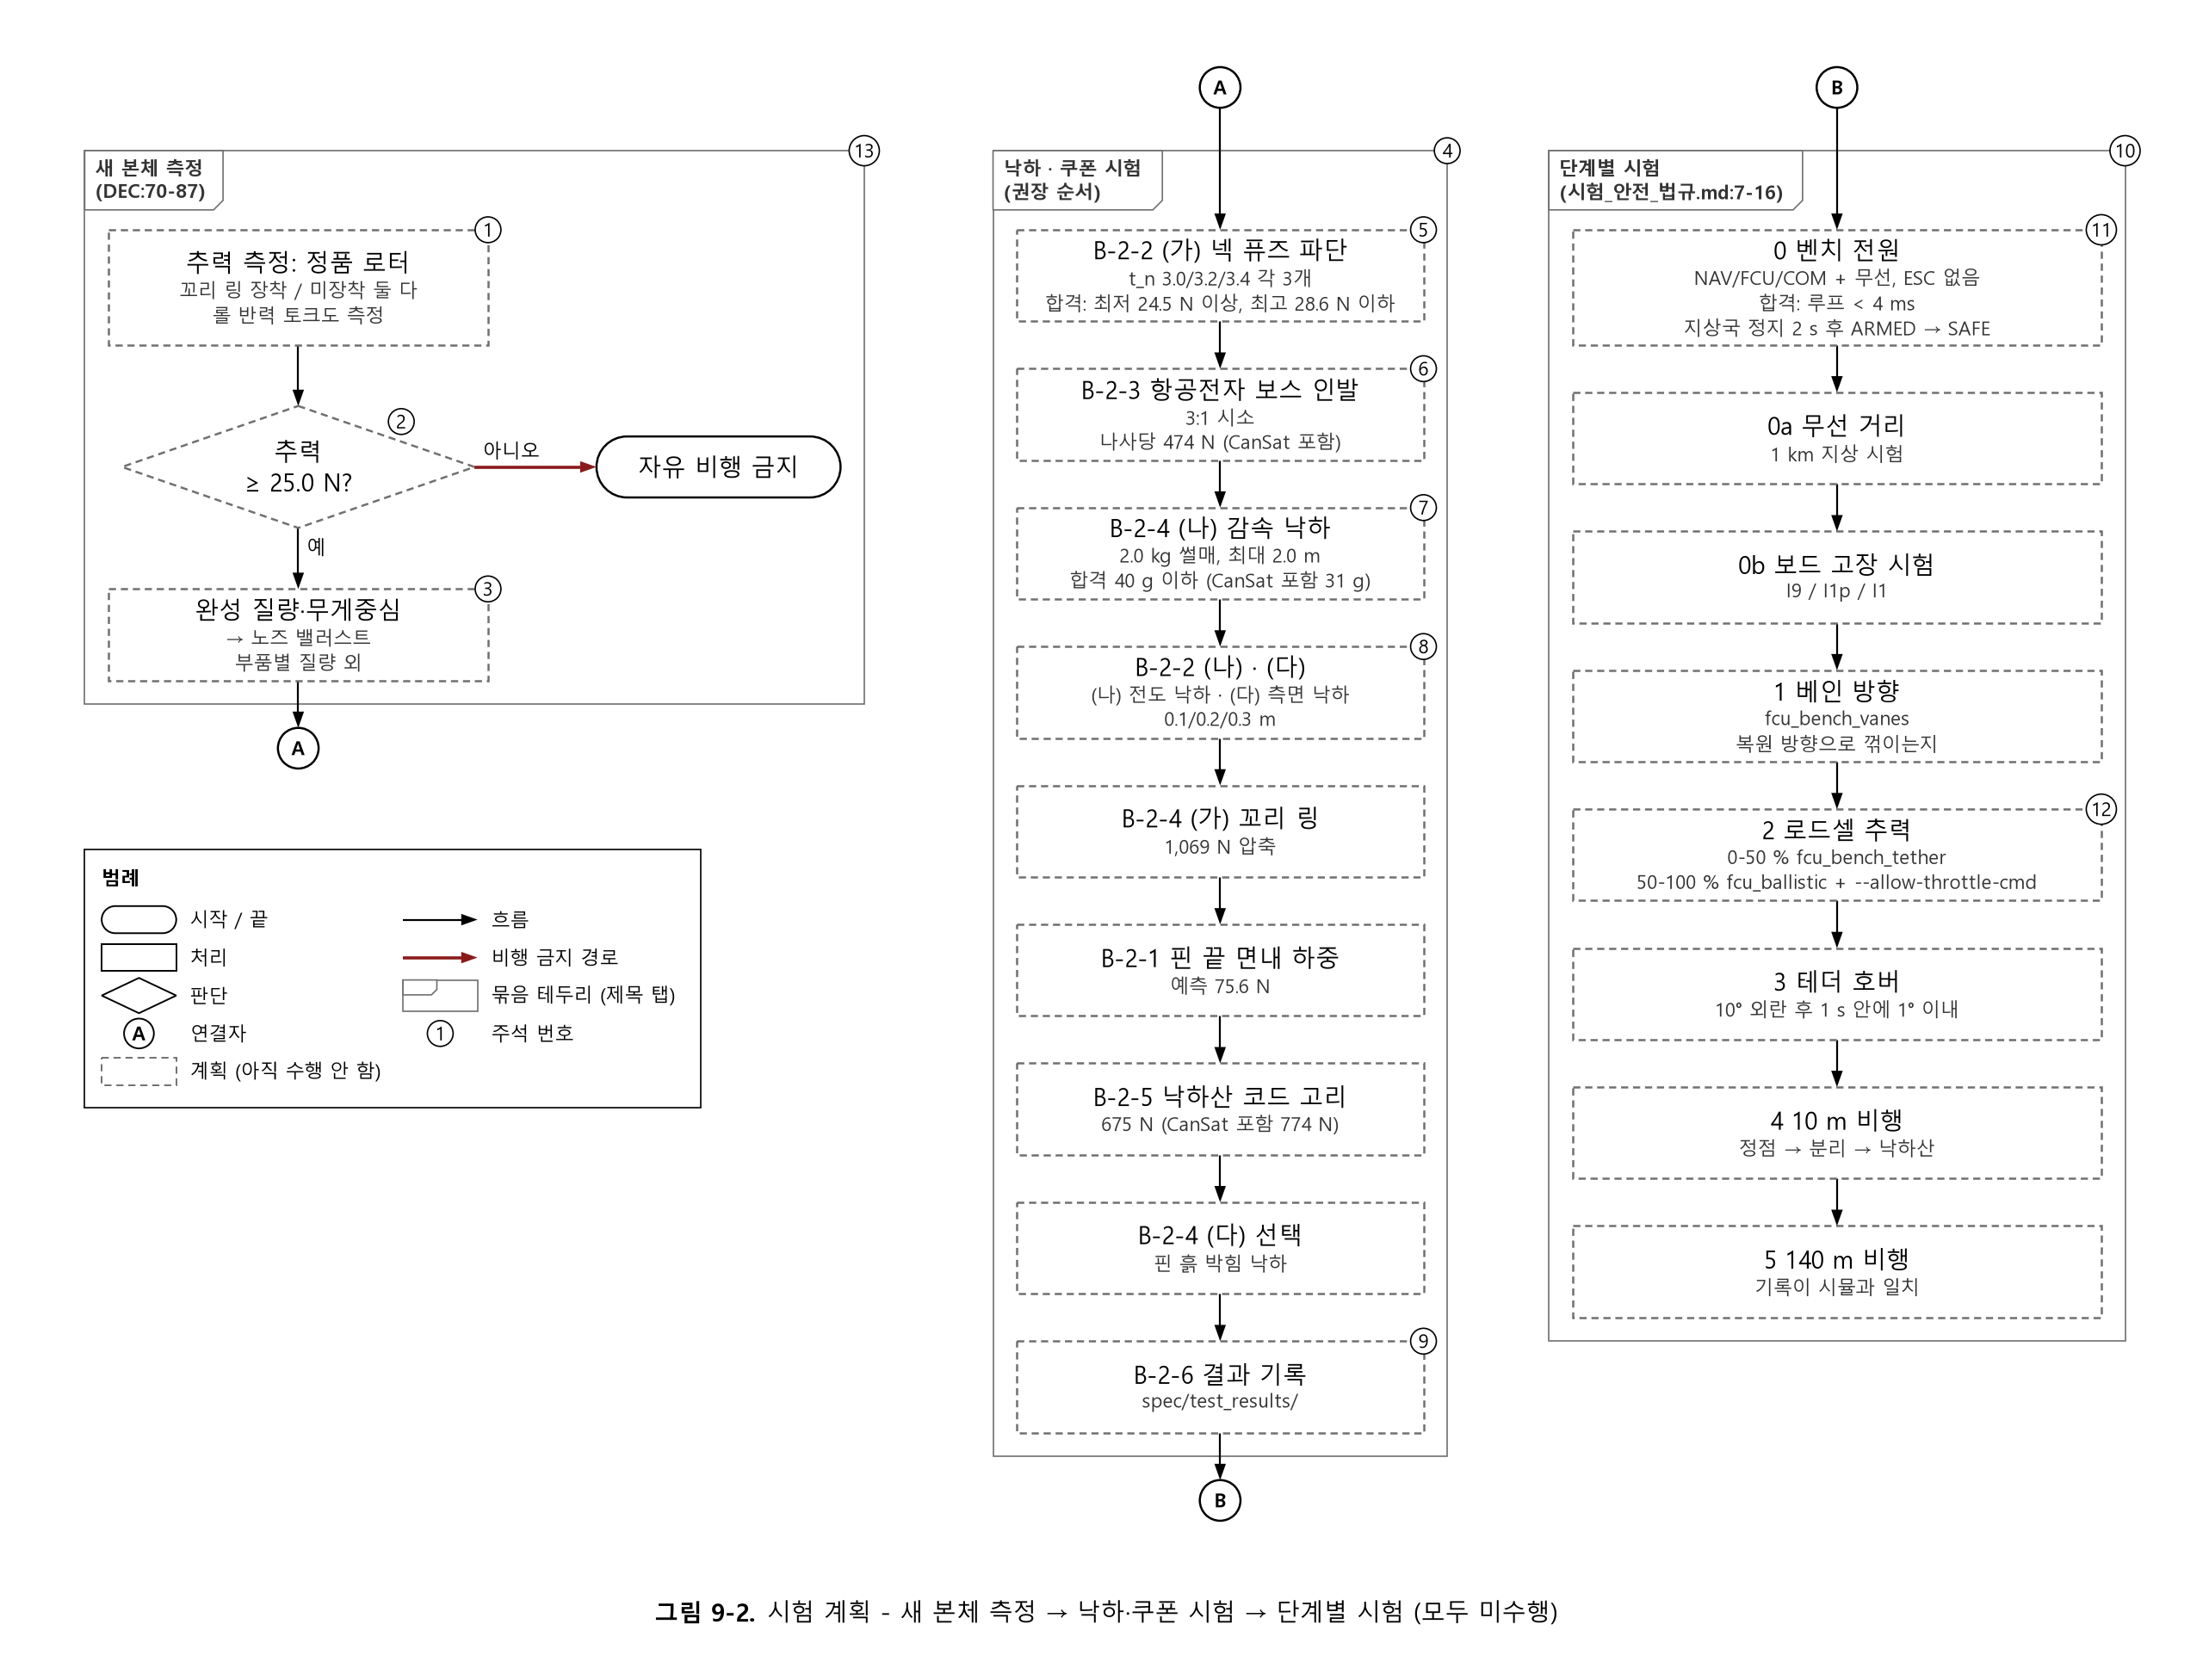 새 본체 측정
(DEC:70-87)
13
1
추력 측정: 정품 로터
꼬리 링 장착 / 미장착 둘 다
롤 반력 토크도 측정
2
추력
≥ 25.0 N?
아니오
자유 비행 금지
예
3
완성 질량·무게중심
→ 노즈 밸러스트
부품별 질량 외
A
범례
시작 / 끝
처리
판단
A 연결자
계획 (아직 수행 안 함)
흐름
비행 금지 경로
묶음 테두리 (제목 탭)
1 주석 번호
A
낙하 · 쿠폰 시험
(권장 순서)
4
5
B-2-2 (가) 넥 퓨즈 파단
t_n 3.0/3.2/3.4 각 3개
합격: 최저 24.5 N 이상, 최고 28.6 N 이하
6
B-2-3 항공전자 보스 인발
3:1 시소
나사당 474 N (CanSat 포함)
7
B-2-4 (나) 감속 낙하
2.0 kg 썰매, 최대 2.0 m
합격 40 g 이하 (CanSat 포함 31 g)
8
B-2-2 (나) · (다)
(나) 전도 낙하 · (다) 측면 낙하
0.1/0.2/0.3 m
B-2-4 (가) 꼬리 링
1,069 N 압축
B-2-1 핀 끝 면내 하중
예측 75.6 N
B-2-5 낙하산 코드 고리
675 N (CanSat 포함 774 N)
B-2-4 (다) 선택
핀 흙 박힘 낙하
9
B-2-6 결과 기록
spec/test_results/
B
B
단계별 시험
(시험_안전_법규.md:7-16)
10
11
0 벤치 전원
NAV/FCU/COM + 무선, ESC 없음
합격: 루프 < 4 ms
지상국 정지 2 s 후 ARMED → SAFE
0a 무선 거리
1 km 지상 시험
0b 보드 고장 시험
I9 / I1p / I1
1 베인 방향
fcu_bench_vanes
복원 방향으로 꺾이는지
12
2 로드셀 추력
0-50 % fcu_bench_tether
50-100 % fcu_ballistic + --allow-throttle-cmd
3 테더 호버
10° 외란 후 1 s 안에 1° 이내
4 10 m 비행
정점 → 분리 → 낙하산
5 140 m 비행
기록이 시뮬과 일치
그림 9-2. 시험 계획 - 새 본체 측정 → 낙하·쿠폰 시험 → 단계별 시험 (모두 미수행)